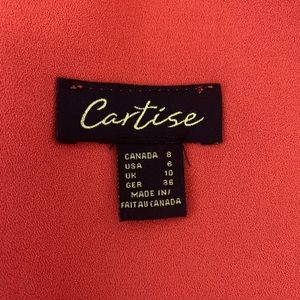 Cartise
CANADA 8
USA 6
UK 10
GER 36
MADE IN/
FAIT AU CANADA